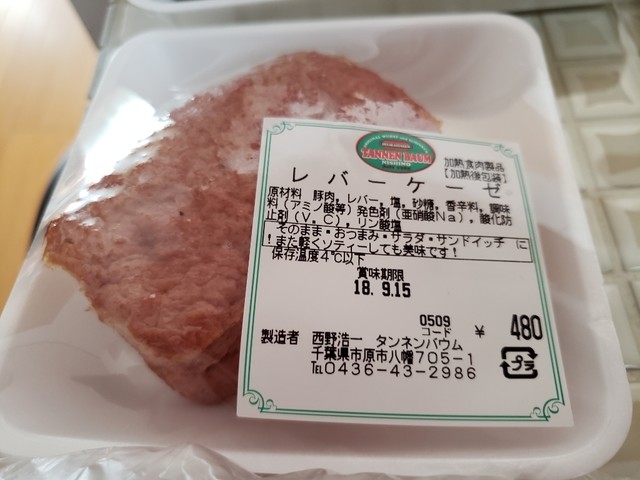 TANNEN BAUM
NISHINO
加熱食肉製品
【加熱後包装】
レバーケーゼ
原材料 豚肉，レバー，塩，砂糖，香辛料，調味
料（アミノ酸等）発色剤（亜硝酸Na），酸化防
止剤（V．C），リン酸塩
そのまま・おつまみ・サラダ・サンドイッチ に
！また軽くソティーしても美味です！
保存温度4℃以下
賞味期限
18. 9.15
0509
コード
¥ 480
製造者 西野浩一 タンネンバウム
千葉県市原市八幡705-1
℡0436-43-2986
プラ